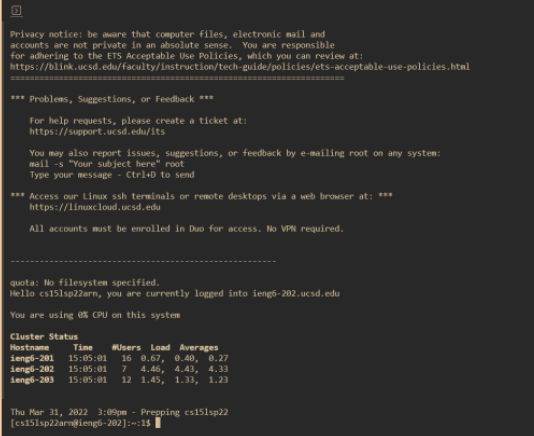 Privacy notice: be aware that computer files, electronic mail and
accounts are not private in an absolute sense.  You are responsible
for adhering to the ETS Acceptable Use Policies, which you can review at:
https://blink.ucsd.edu/faculty/instruction/tech-guide/policies/ets-acceptable-use-policies.html
=====================================================================
*** Problems, Suggestions, or Feedback ***
For help requests, please create a ticket at:
https://support.ucsd.edu/its
You may also report issues, suggestions, or feedback by e-mailing root on any system:
mail -s "Your subject here" root
Type your message - Ctrl+D to send
*** Access our Linux ssh terminals or remote desktops via a web browser at: ***
https://linuxcloud.ucsd.edu
All accounts must be enrolled in Duo for access. No VPN required.
-------------------------------------------------------
quota: No filesystem specified.
Hello cs15lsp22arn, you are currently logged into ieng6-202.ucsd.edu
You are using 0% CPU on this system
Cluster Status
Hostname     Time    #Users  Load  Averages
ieng6-201   15:05:01   16  0.67,  0.40,  0.27
ieng6-202   15:05:01   7   4.46,  4.43,  4.33
ieng6-203   15:05:01   12  1.45,  1.33,  1.23
Thu Mar 31, 2022  3:09pm - Prepping cs15lsp22
[cs15lsp22arn@ieng6-202]:~:1$